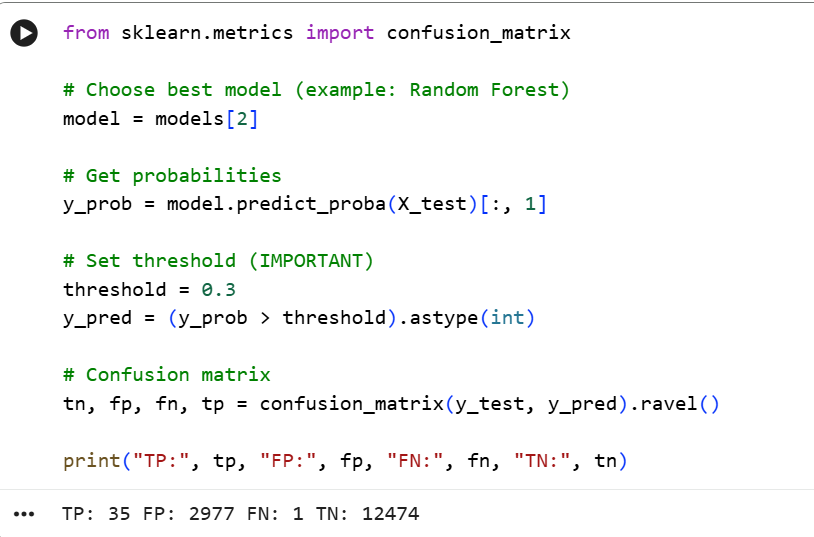 from sklearn.metrics import confusion_matrix
# Choose best model (example: Random Forest)
model = models[2]
# Get probabilities
y_prob = model.predict_proba(X_test)[:, 1]
# Set threshold (IMPORTANT)
threshold = 0.3
y_pred = (y_prob > threshold).astype(int)
# Confusion matrix
tn, fp, fn, tp = confusion_matrix(y_test, y_pred).ravel()
print("TP:", tp, "FP:", fp, "FN:", fn, "TN:", tn)
TP: 35 FP: 2977 FN: 1 TN: 12474